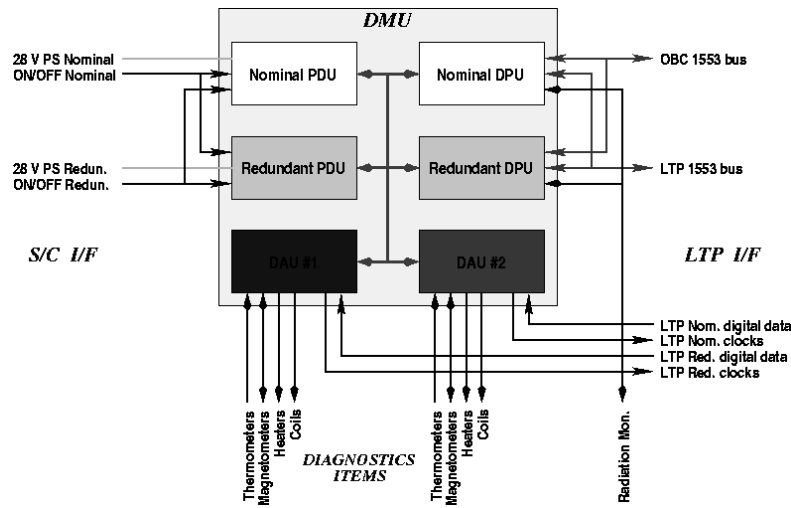 DMU
28 V PS Nominal
ON/OFF Nominal
Nominal PDU
Nominal DPU
OBC 1553 bus
28 V PS Redun.
ON/OFF Redun.
Redundant PDU
Redundant DPU
LTP 1553 bus
S/C I/F
DAU #1
DAU #2
LTP I/F
LTP Nom. digital data
LTP Nom. clocks
LTP Red. digital data
LTP Red. clocks
Thermometers
Magnetometers
Heaters
Coils
DIAGNOSTICS
ITEMS
Thermometers
Magnetometers
Heaters
Coils
Radiation Mon.